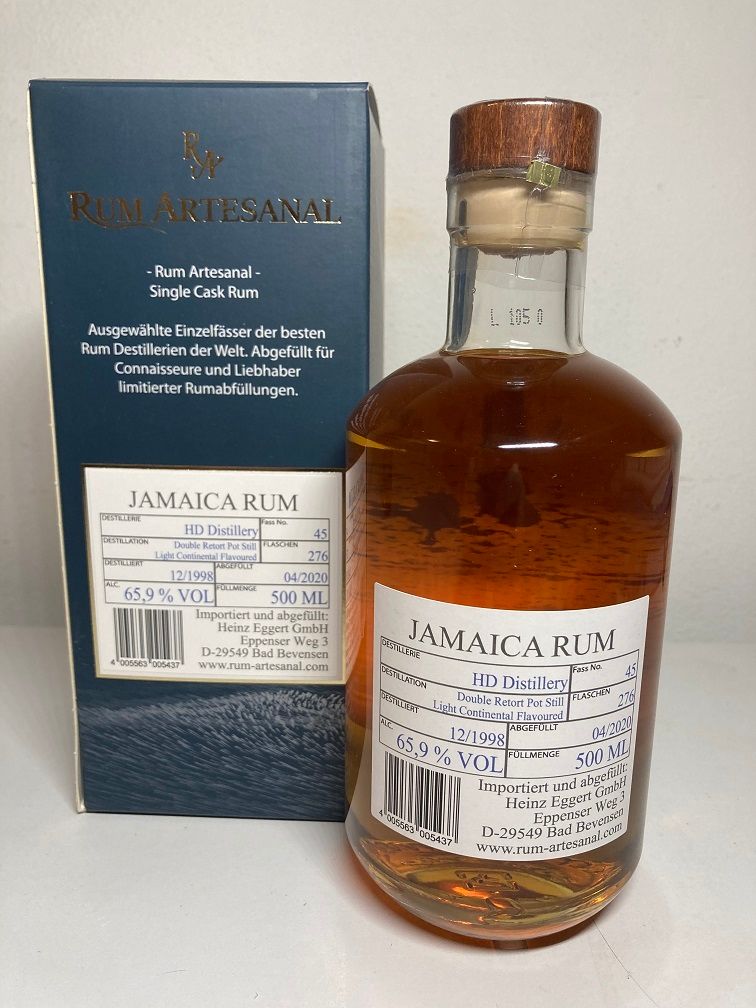 RA
RUM ARTESANAL
- Rum Artesanal -
Single Cask Rum
Ausgewählte Einzelfässer der besten
Rum Destillerien der Welt. Abgefüllt für
Connaisseure und Liebhaber
limitierter Rumabfüllungen.
JAMAICA RUM
DESTILLERIE HD Distillery Fass No. 45
DESTILLATION Double Retort Pot Still FLASCHEN
Light Continental Flavoured 276
DESTILLIERT 12/1998 ABGEFÜLLT 04/2020
ALC. 65,9 % VOL FÜLLMENGE 500 ML
Importiert und abgefüllt:
Heinz Eggert GmbH
Eppenser Weg 3
D-29549 Bad Bevensen
www.rum-artesanal.com
4 005563 005437
JAMAICA RUM
DESTILLERIE HD Distillery Fass No. 45
DESTILLATION Double Retort Pot Still FLASCHEN
Light Continental Flavoured 276
DESTILLIERT 12/1998 ABGEFÜLLT 04/2020
ALC. 65,9 % VOL FÜLLMENGE 500 ML
Importiert und abgefüllt:
Heinz Eggert GmbH
Eppenser Weg 3
D-29549 Bad Bevensen
www.rum-artesanal.com
4 005563 005437